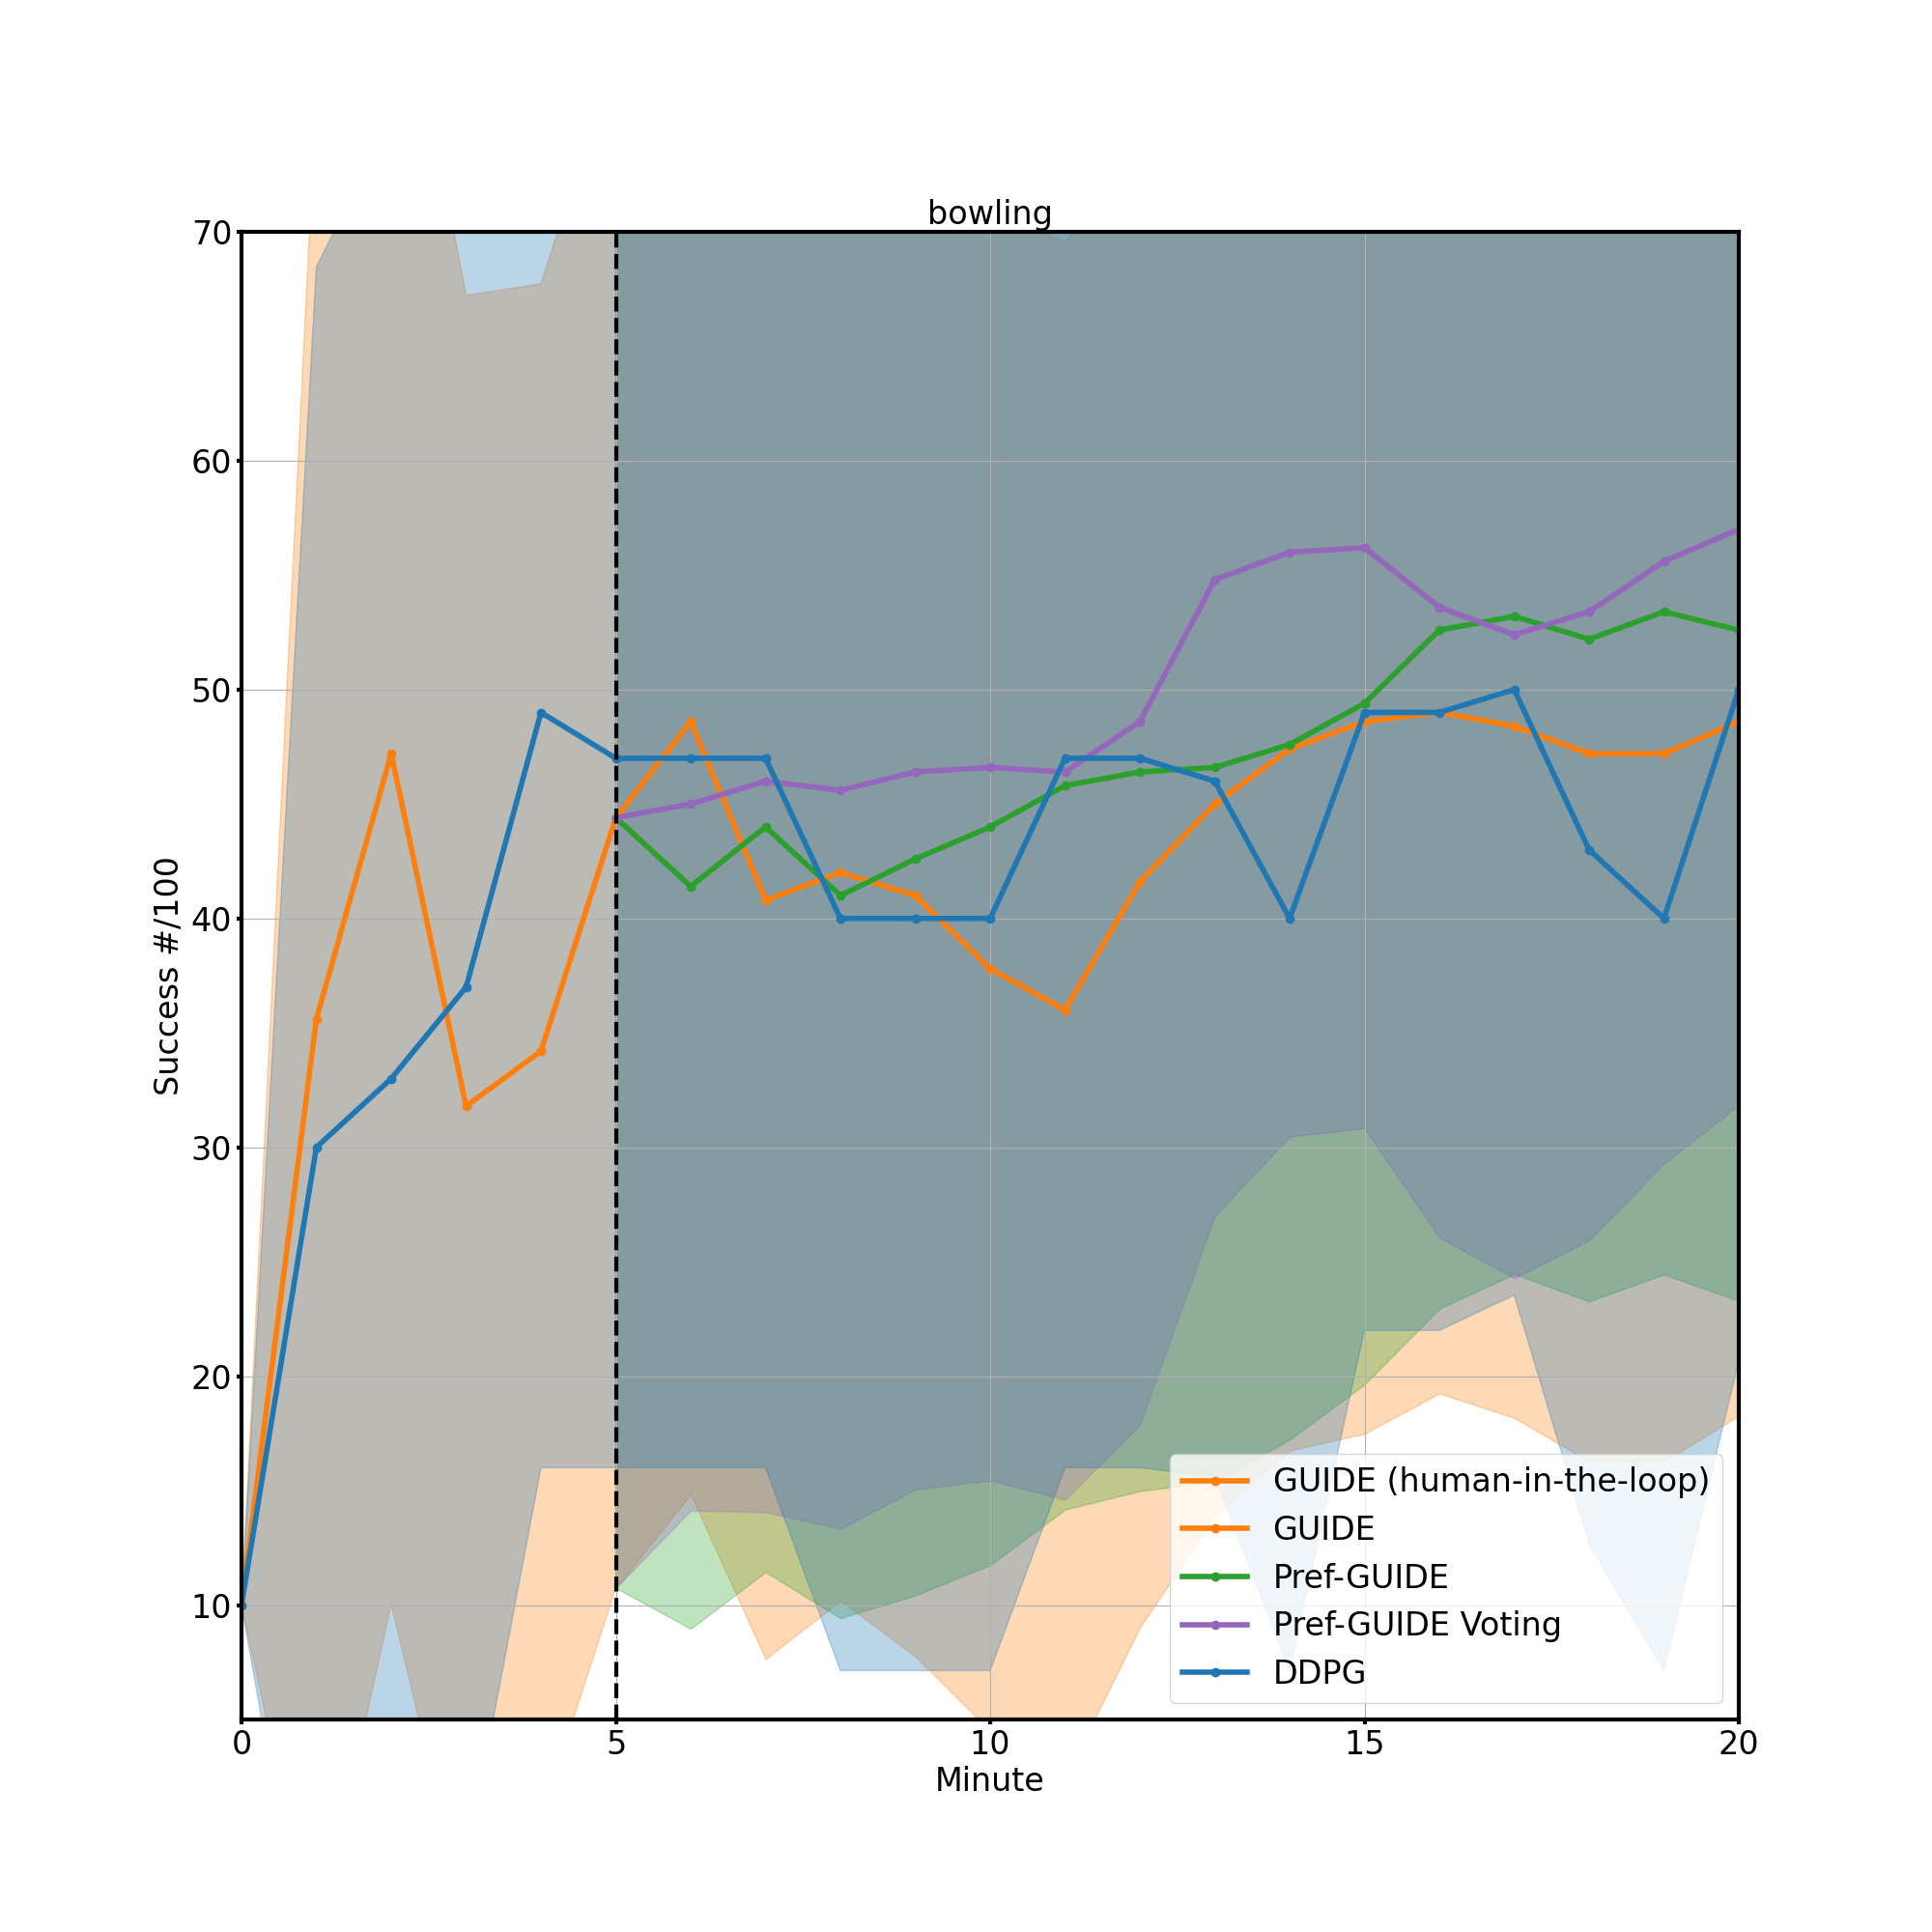 bowling
70
60
50
40
30
20
10
Success #/100
GUIDE (human-in-the-loop)
GUIDE
Pref-GUIDE
Pref-GUIDE Voting
DDPG
0 5 10 15 20
Minute